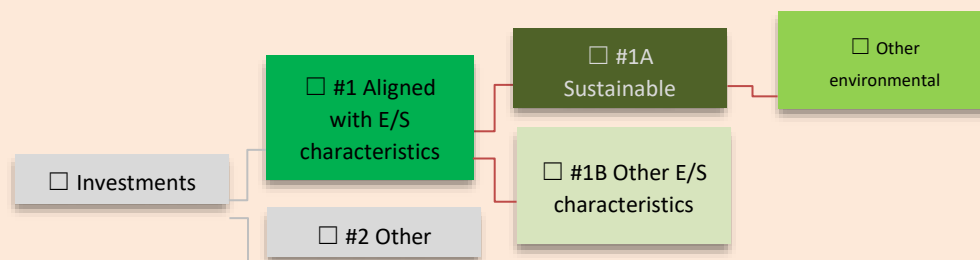 ☐ Investments
☐ #1 Aligned
with E/S
characteristics
☐ #2 Other
☐ #1A
Sustainable
☐ #1B Other E/S
characteristics
☐ Other
environmental